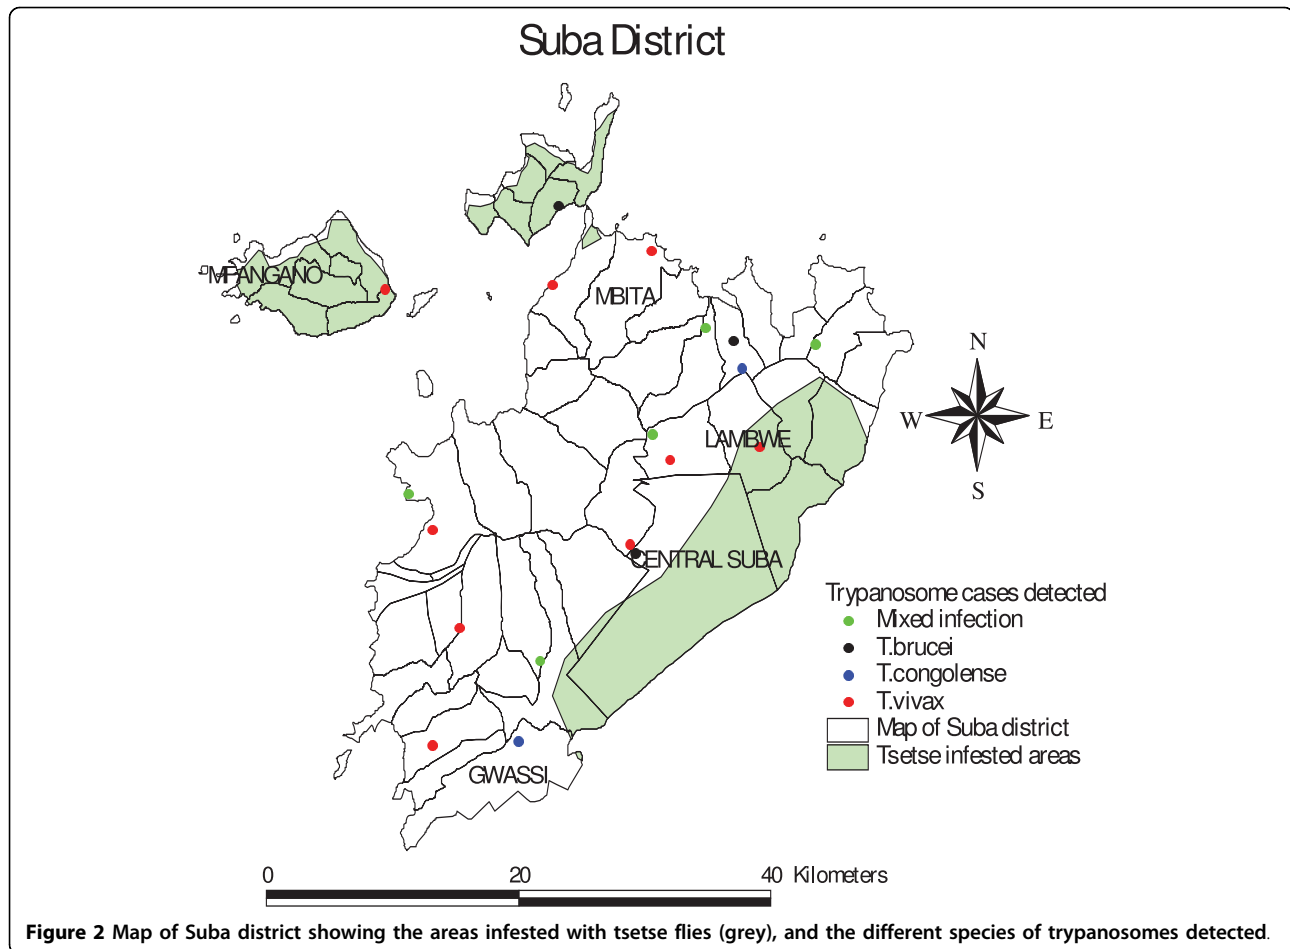 Suba District
MFANGANO
MBITA
N
W
E
S
LAMBWE
CENTRAL SUBA
GWASSI
Trypanosome cases detected
Mixed infection
T.brucei
T.congolense
T.vivax
Map of Suba district
Tsetse infested areas
0 20 40 Kilometers
Figure 2 Map of Suba district showing the areas infested with tsetse flies (grey), and the different species of trypanosomes detected.